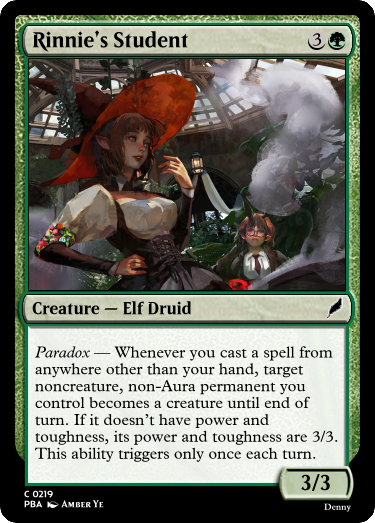 Rinnie's Student 3
Creature — Elf Druid
Paradox — Whenever you cast a spell from
anywhere other than your hand, target
noncreature, non-Aura permanent you
control becomes a creature until end of
turn. If it doesn't have power and
toughness, its power and toughness are 3/3.
This ability triggers only once each turn.
3/3
C 0219
PBA Amber Ye
Denny